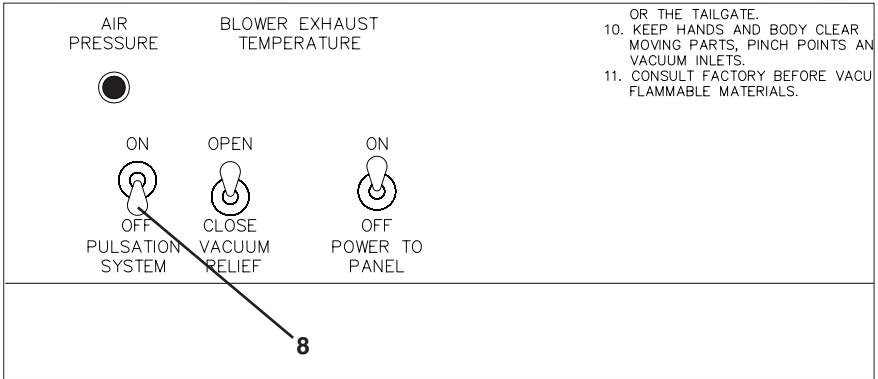 AIR
PRESSURE
BLOWER EXHAUST
TEMPERATURE
OR THE TAILGATE.
10. KEEP HANDS AND BODY CLEAR
MOVING PARTS, PINCH POINTS AN
VACUUM INLETS.
11. CONSULT FACTORY BEFORE VACU
FLAMMABLE MATERIALS.
ON
OFF
PULSATION
SYSTEM
OPEN
CLOSE
VACUUM
RELIEF
ON
OFF
POWER TO
PANEL
8